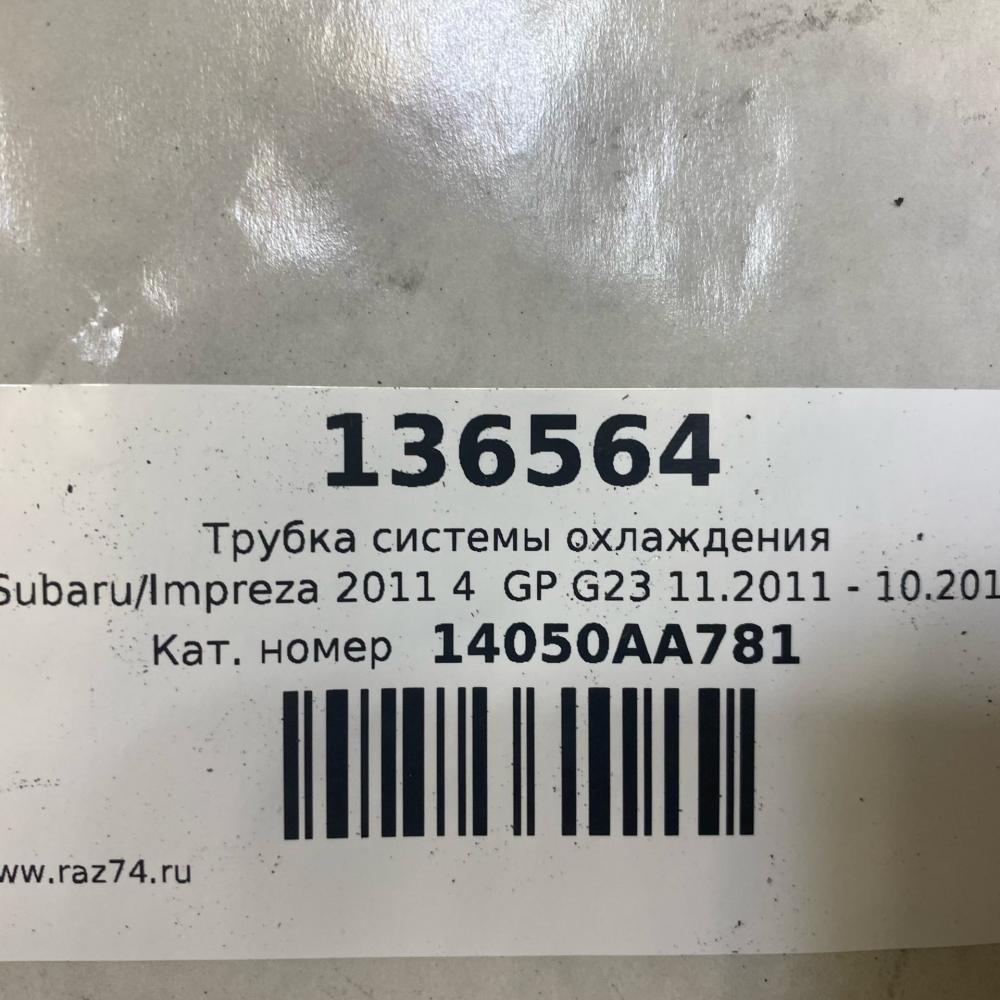 136564
Трубка системы охлаждения
Subaru/Impreza 2011 4 GP G23 11.2011 - 10.201
Кат. номер 14050AA781
ww.raz74.ru